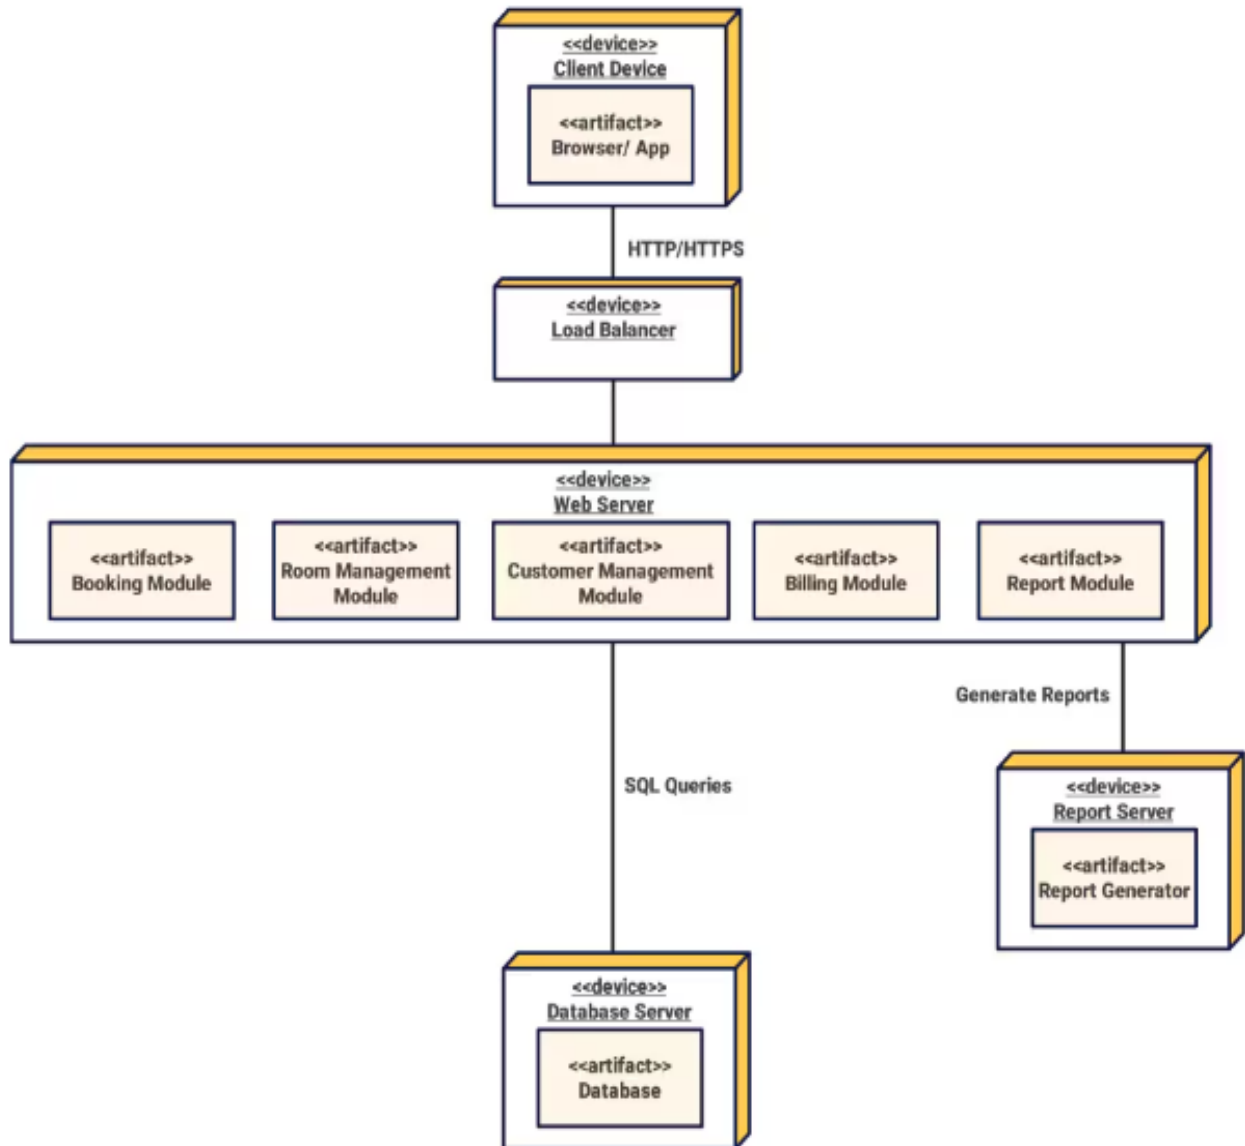 <<device>>
Client Device
<<artifact>>
Browser/ App
HTTP/HTTPS
<<device>>
Load Balancer
<<device>>
Web Server
<<artifact>>
Booking Module
<<artifact>>
Room Management
Module
<<artifact>>
Customer Management
Module
<<artifact>>
Billing Module
<<artifact>>
Report Module
Generate Reports
SQL Queries
<<device>>
Report Server
<<artifact>>
Report Generator
<<device>>
Database Server
<<artifact>>
Database